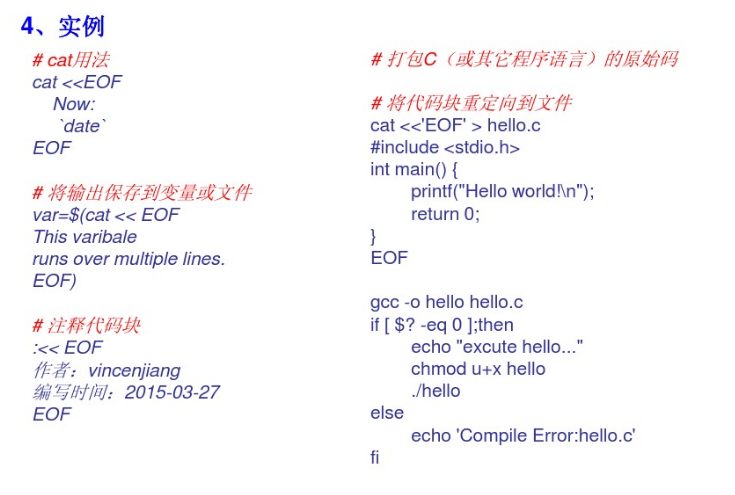 4、实例
# cat用法
cat <<EOF
Now:
`date`
EOF
# 将输出保存到变量或文件
var=$(cat << EOF
This varibale
runs over multiple lines.
EOF)
# 注释代码块
:<< EOF
作者：vincenjiang
编写时间：2015-03-27
EOF
# 打包C（或其它程序语言）的原始码
# 将代码块重定向到文件
cat <<'EOF' > hello.c
#include <stdio.h>
int main() {
printf("Hello world!\n");
return 0;
}
EOF
gcc -o hello hello.c
if [ $? -eq 0 ];then
echo "excute hello..."
chmod u+x hello
./hello
else
echo 'Compile Error:hello.c'
fi